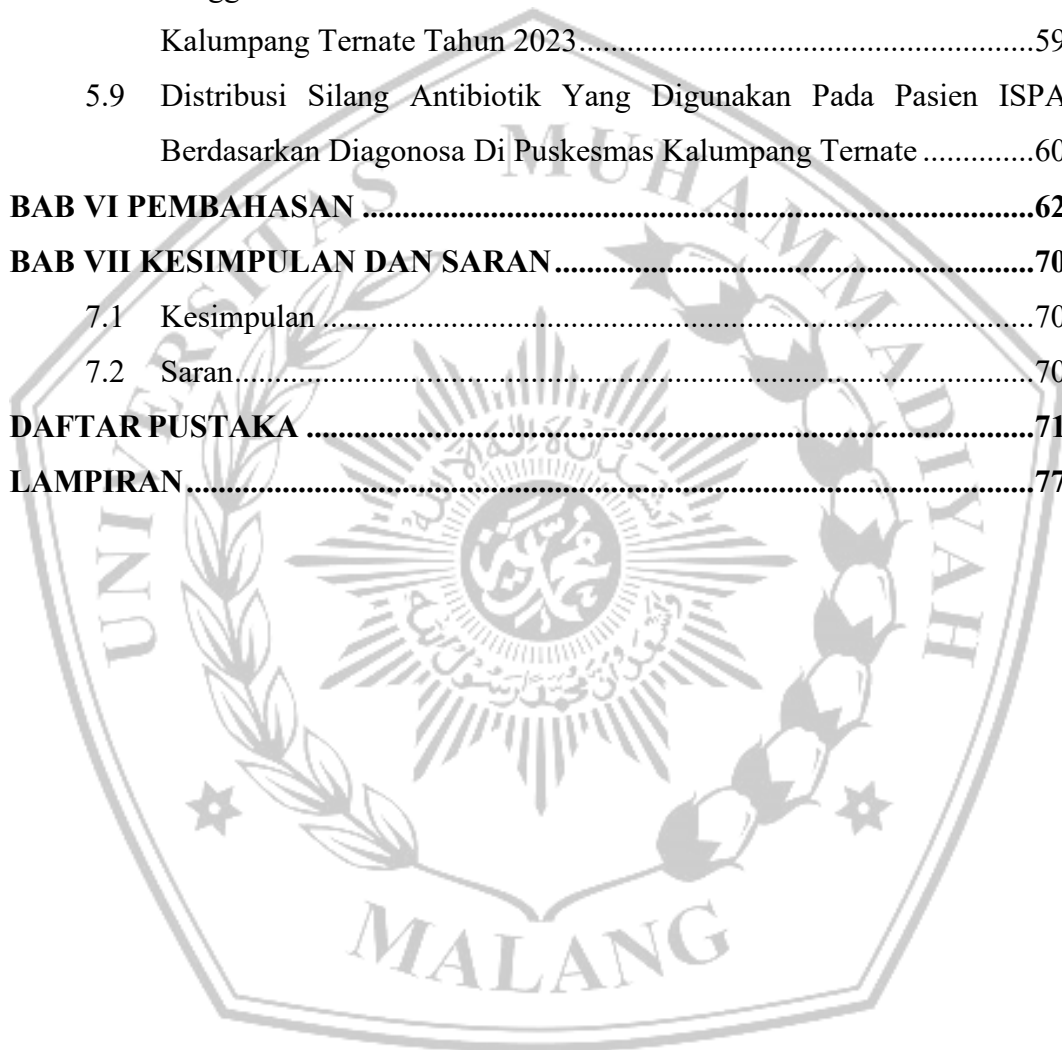 Kalumpang Ternate Tahun 2023........................................................59
5.9 Distribusi Silang Antibiotik Yang Digunakan Pada Pasien ISPA
Berdasarkan Diagonosa Di Puskesmas Kalumpang Ternate .............60
BAB VI PEMBAHASAN ....................................................................................62
BAB VII KESIMPULAN DAN SARAN............................................................70
7.1 Kesimpulan .........................................................................................70
7.2 Saran....................................................................................................70
DAFTAR PUSTAKA ...........................................................................................71
LAMPIRAN..........................................................................................................77
UNIVERSITAS MUHAMMADIYAH
MALANG